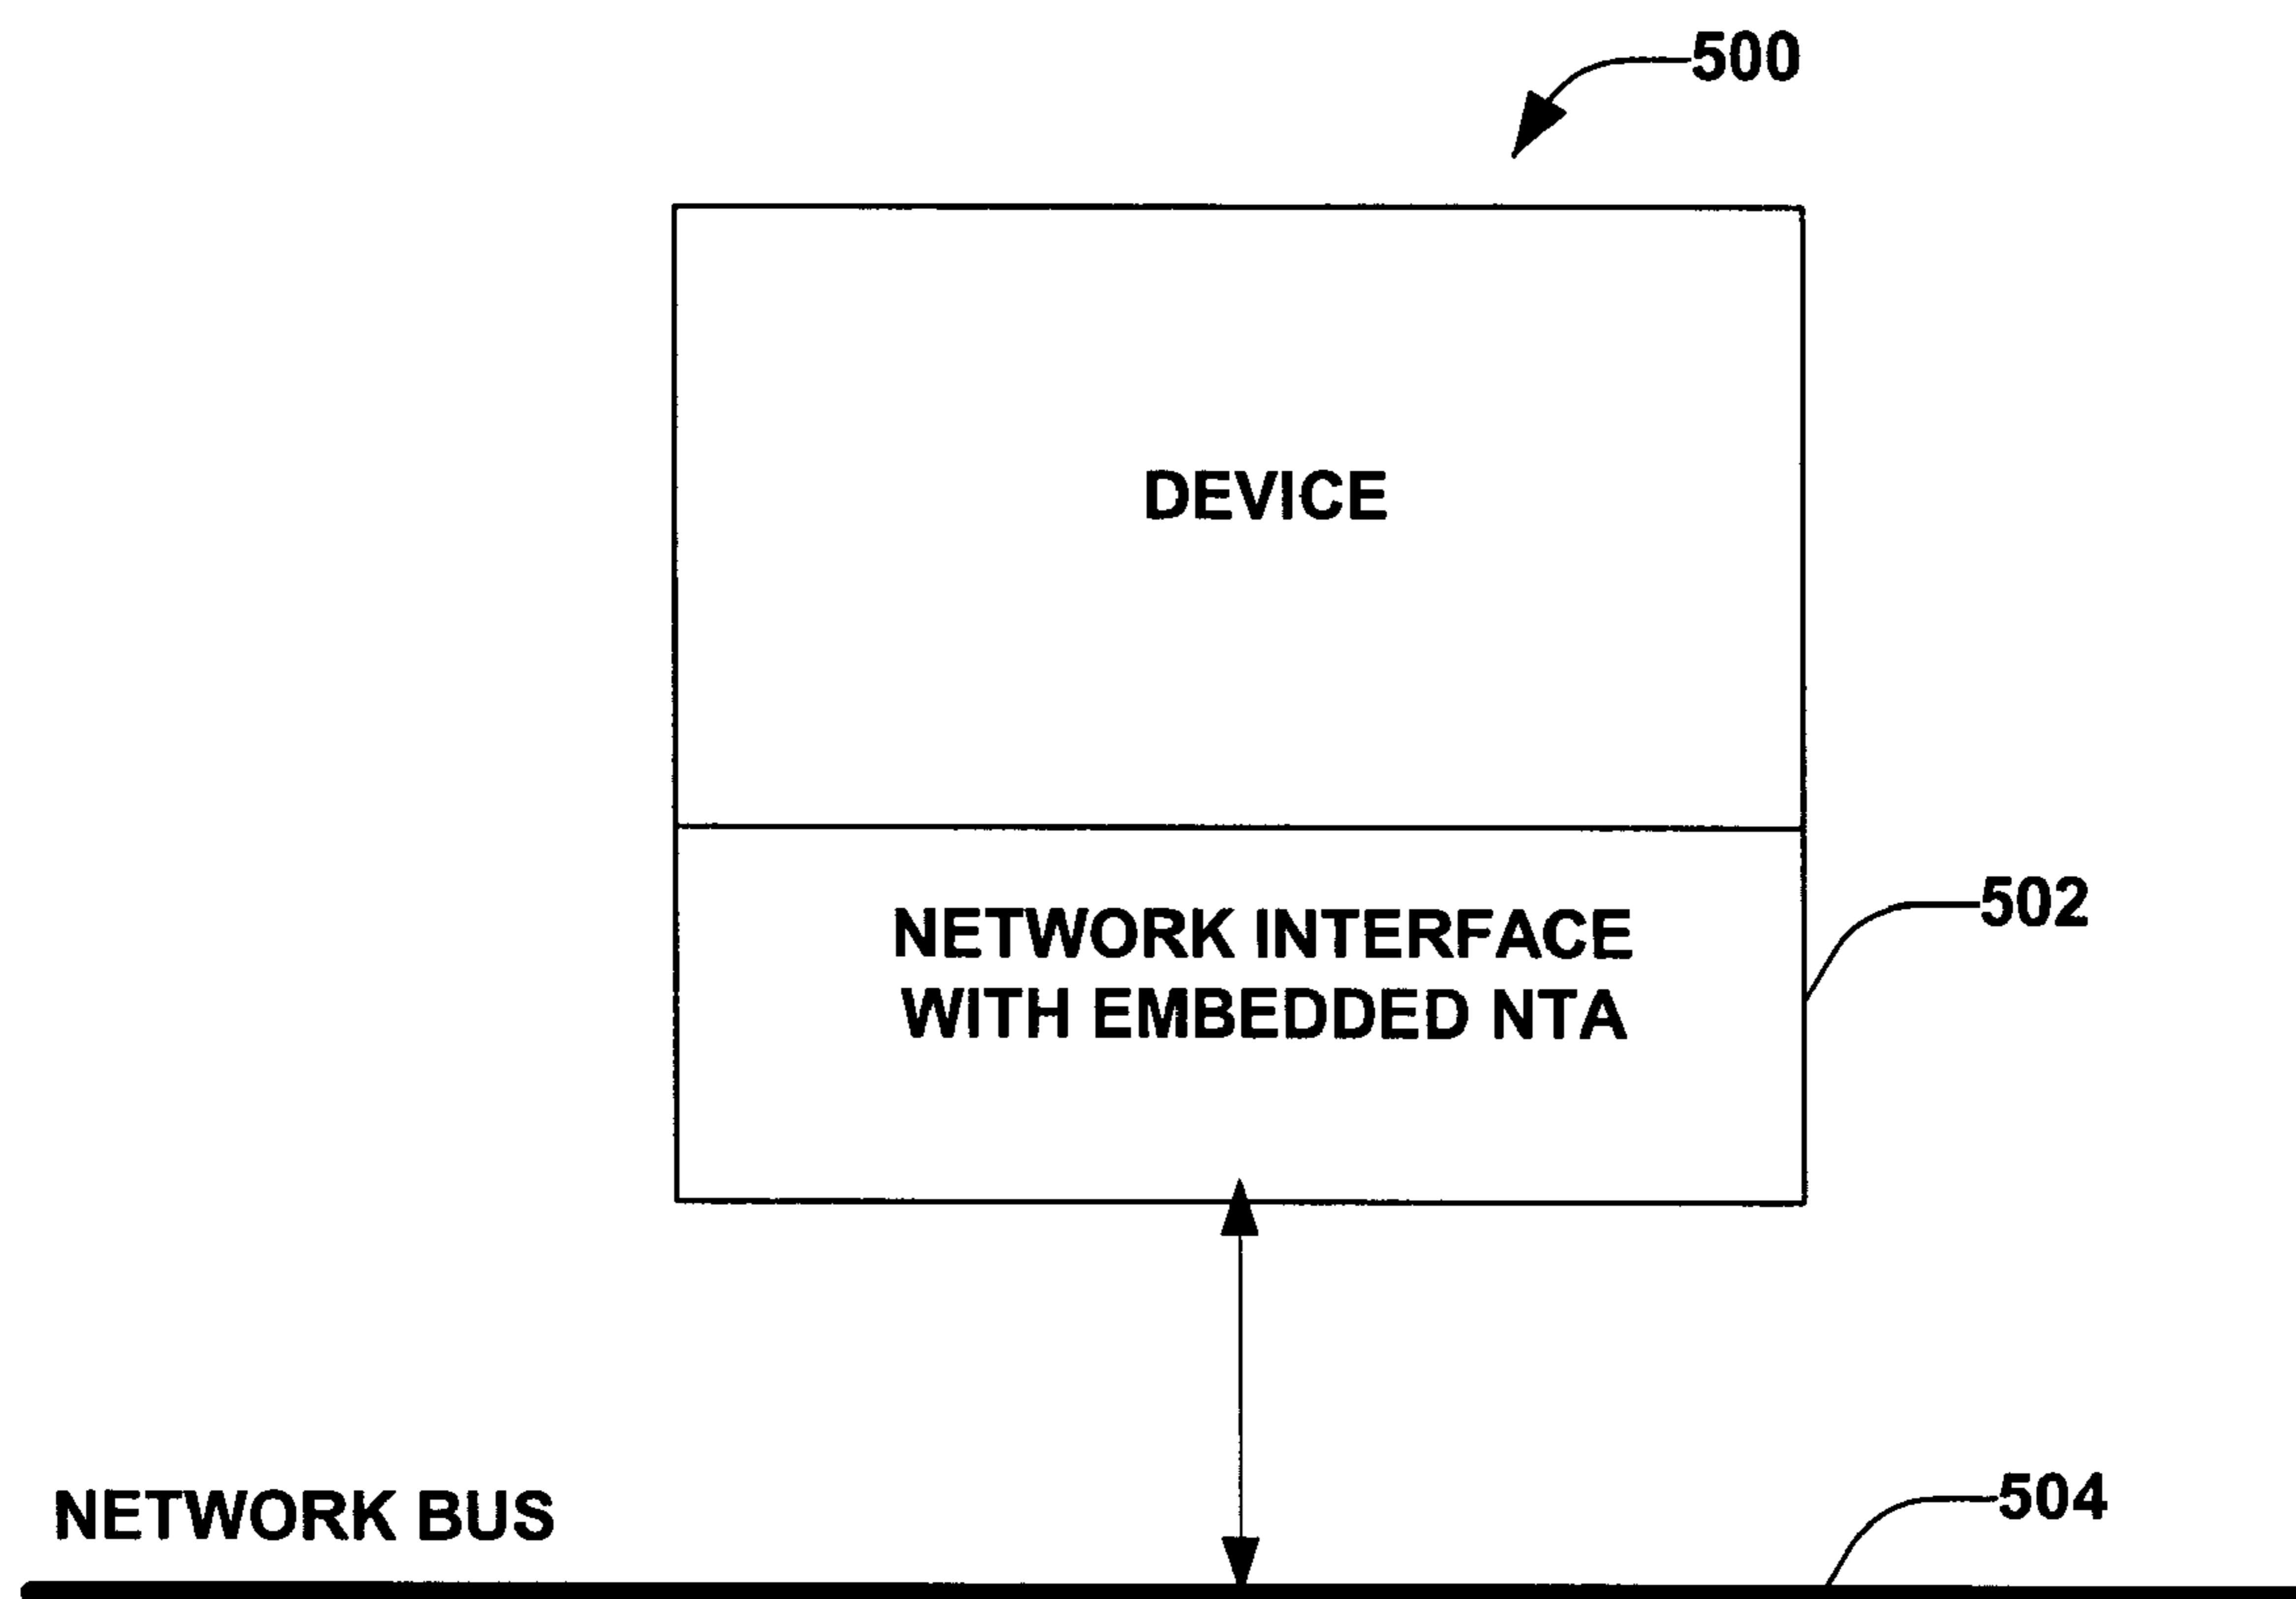 500
DEVICE
502
NETWORK INTERFACE
WITH EMBEDDED NTA
504
NETWORK BUS